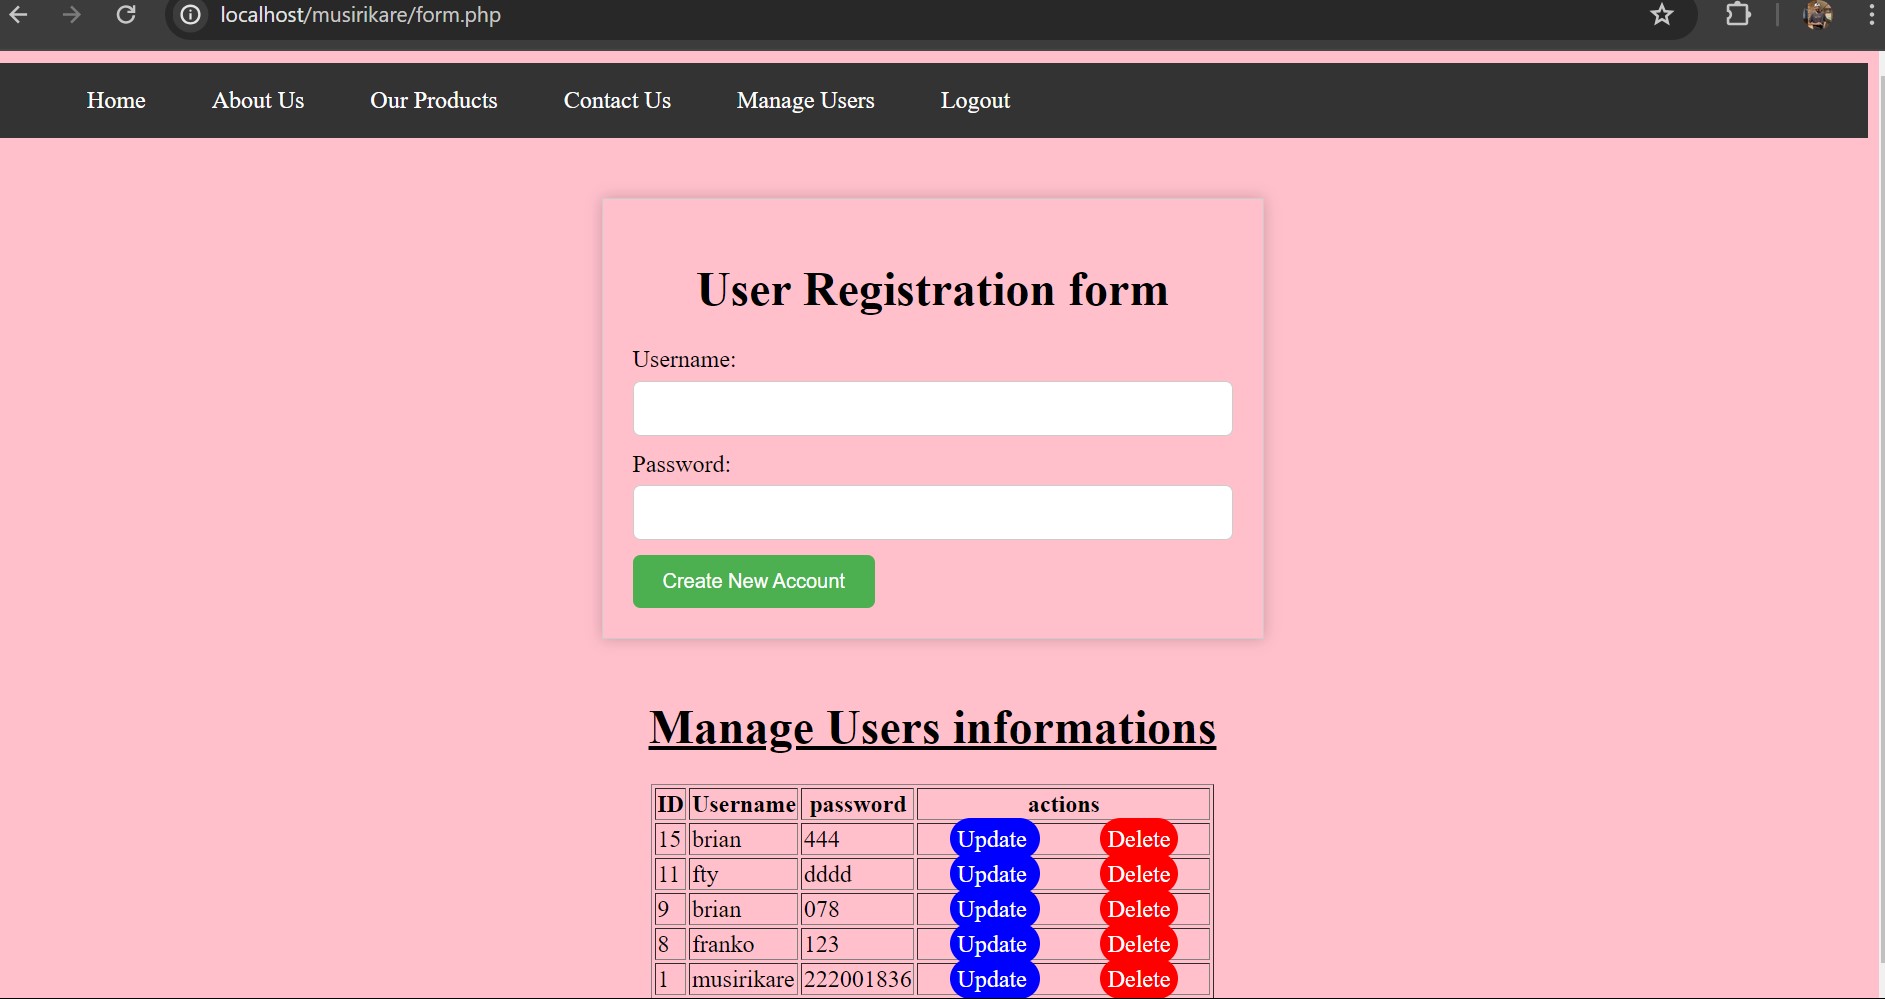 localhost/musirikare/form.php
Home About Us Our Products Contact Us Manage Users Logout
User Registration form
Username:
Password:
Create New Account
Manage Users informations
ID Username password actions
15 brian 444 Update Delete
11 fty dddd Update Delete
9 brian 078 Update Delete
8 franko 123 Update Delete
1 musirikare 222001836 Update Delete